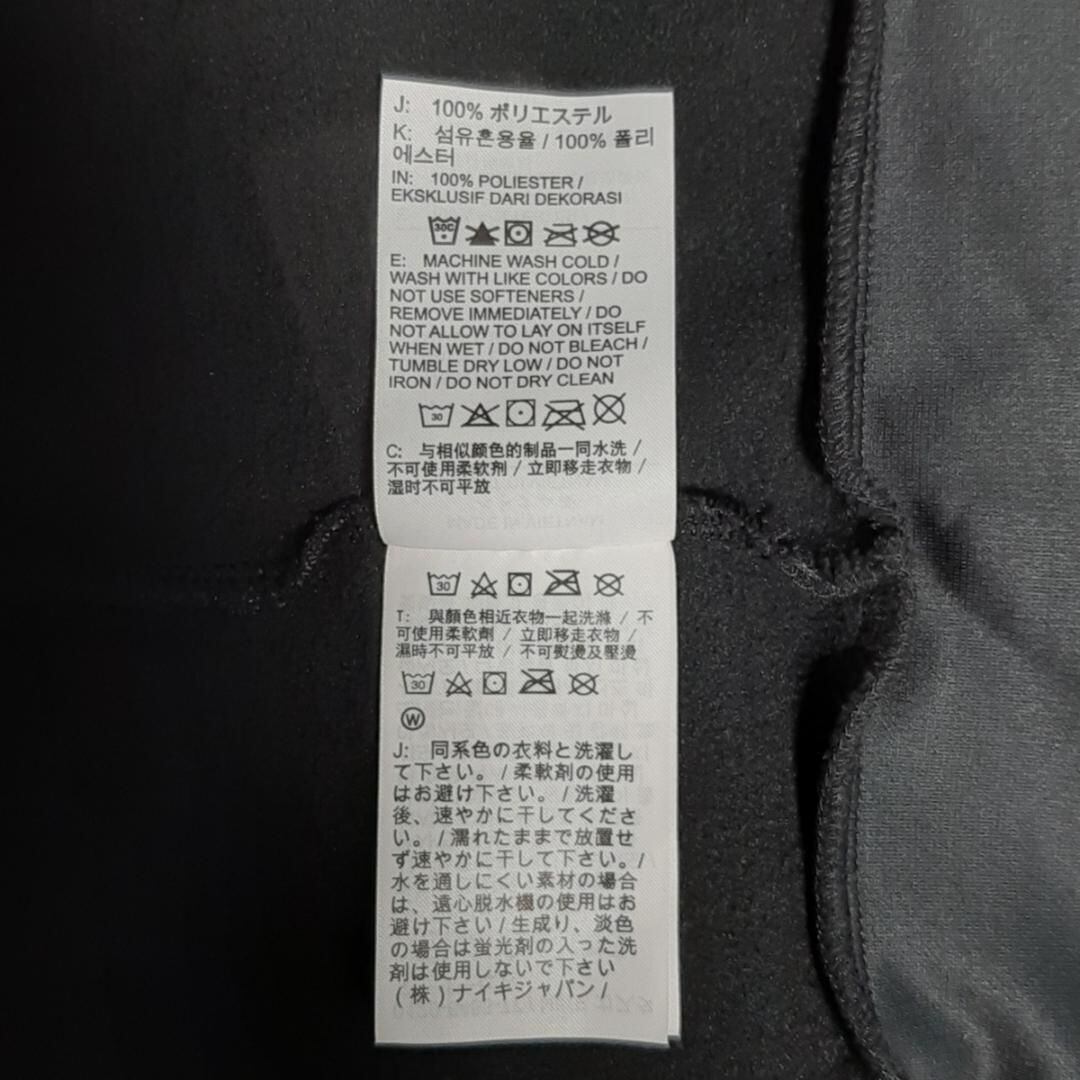 J: 100% ポリエステル
K: 섬유혼용율 / 100% 폴리
에스터
IN: 100% POLIESTER /
EKSKLUSIF DARI DEKORASI
30C
E: MACHINE WASH COLD /
WASH WITH LIKE COLORS / DO
NOT USE SOFTENERS /
REMOVE IMMEDIATELY / DO
NOT ALLOW TO LAY ON ITSELF
WHEN WET / DO NOT BLEACH /
TUMBLE DRY LOW / DO NOT
IRON / DO NOT DRY CLEAN
30
C: 与相似颜色的制品一同水洗 /
不可使用柔软剂 / 立即移走衣物 /
湿时不可平放
MADE IN VIETNAM
30
T: 與顏色相近衣物一起洗滌 / 不
可使用柔軟劑 / 立即移走衣物 /
濕時不可平放 / 不可熨燙及壓燙
30
W
J: 同系色の衣料と洗濯し
て下さい。 / 柔軟剤の使用
はお避け下さい。 / 洗濯
後、速やかに干してくださ
い。 / 濡れたままで放置せ
ず速やかに干して下さい。 /
水を通しにくい素材の場合
は、遠心脱水機の使用はお
避け下さい / 生成り、淡色
の場合は蛍光剤の入った洗
剤は使用しないで下さい
(株) ナイキジャパン /